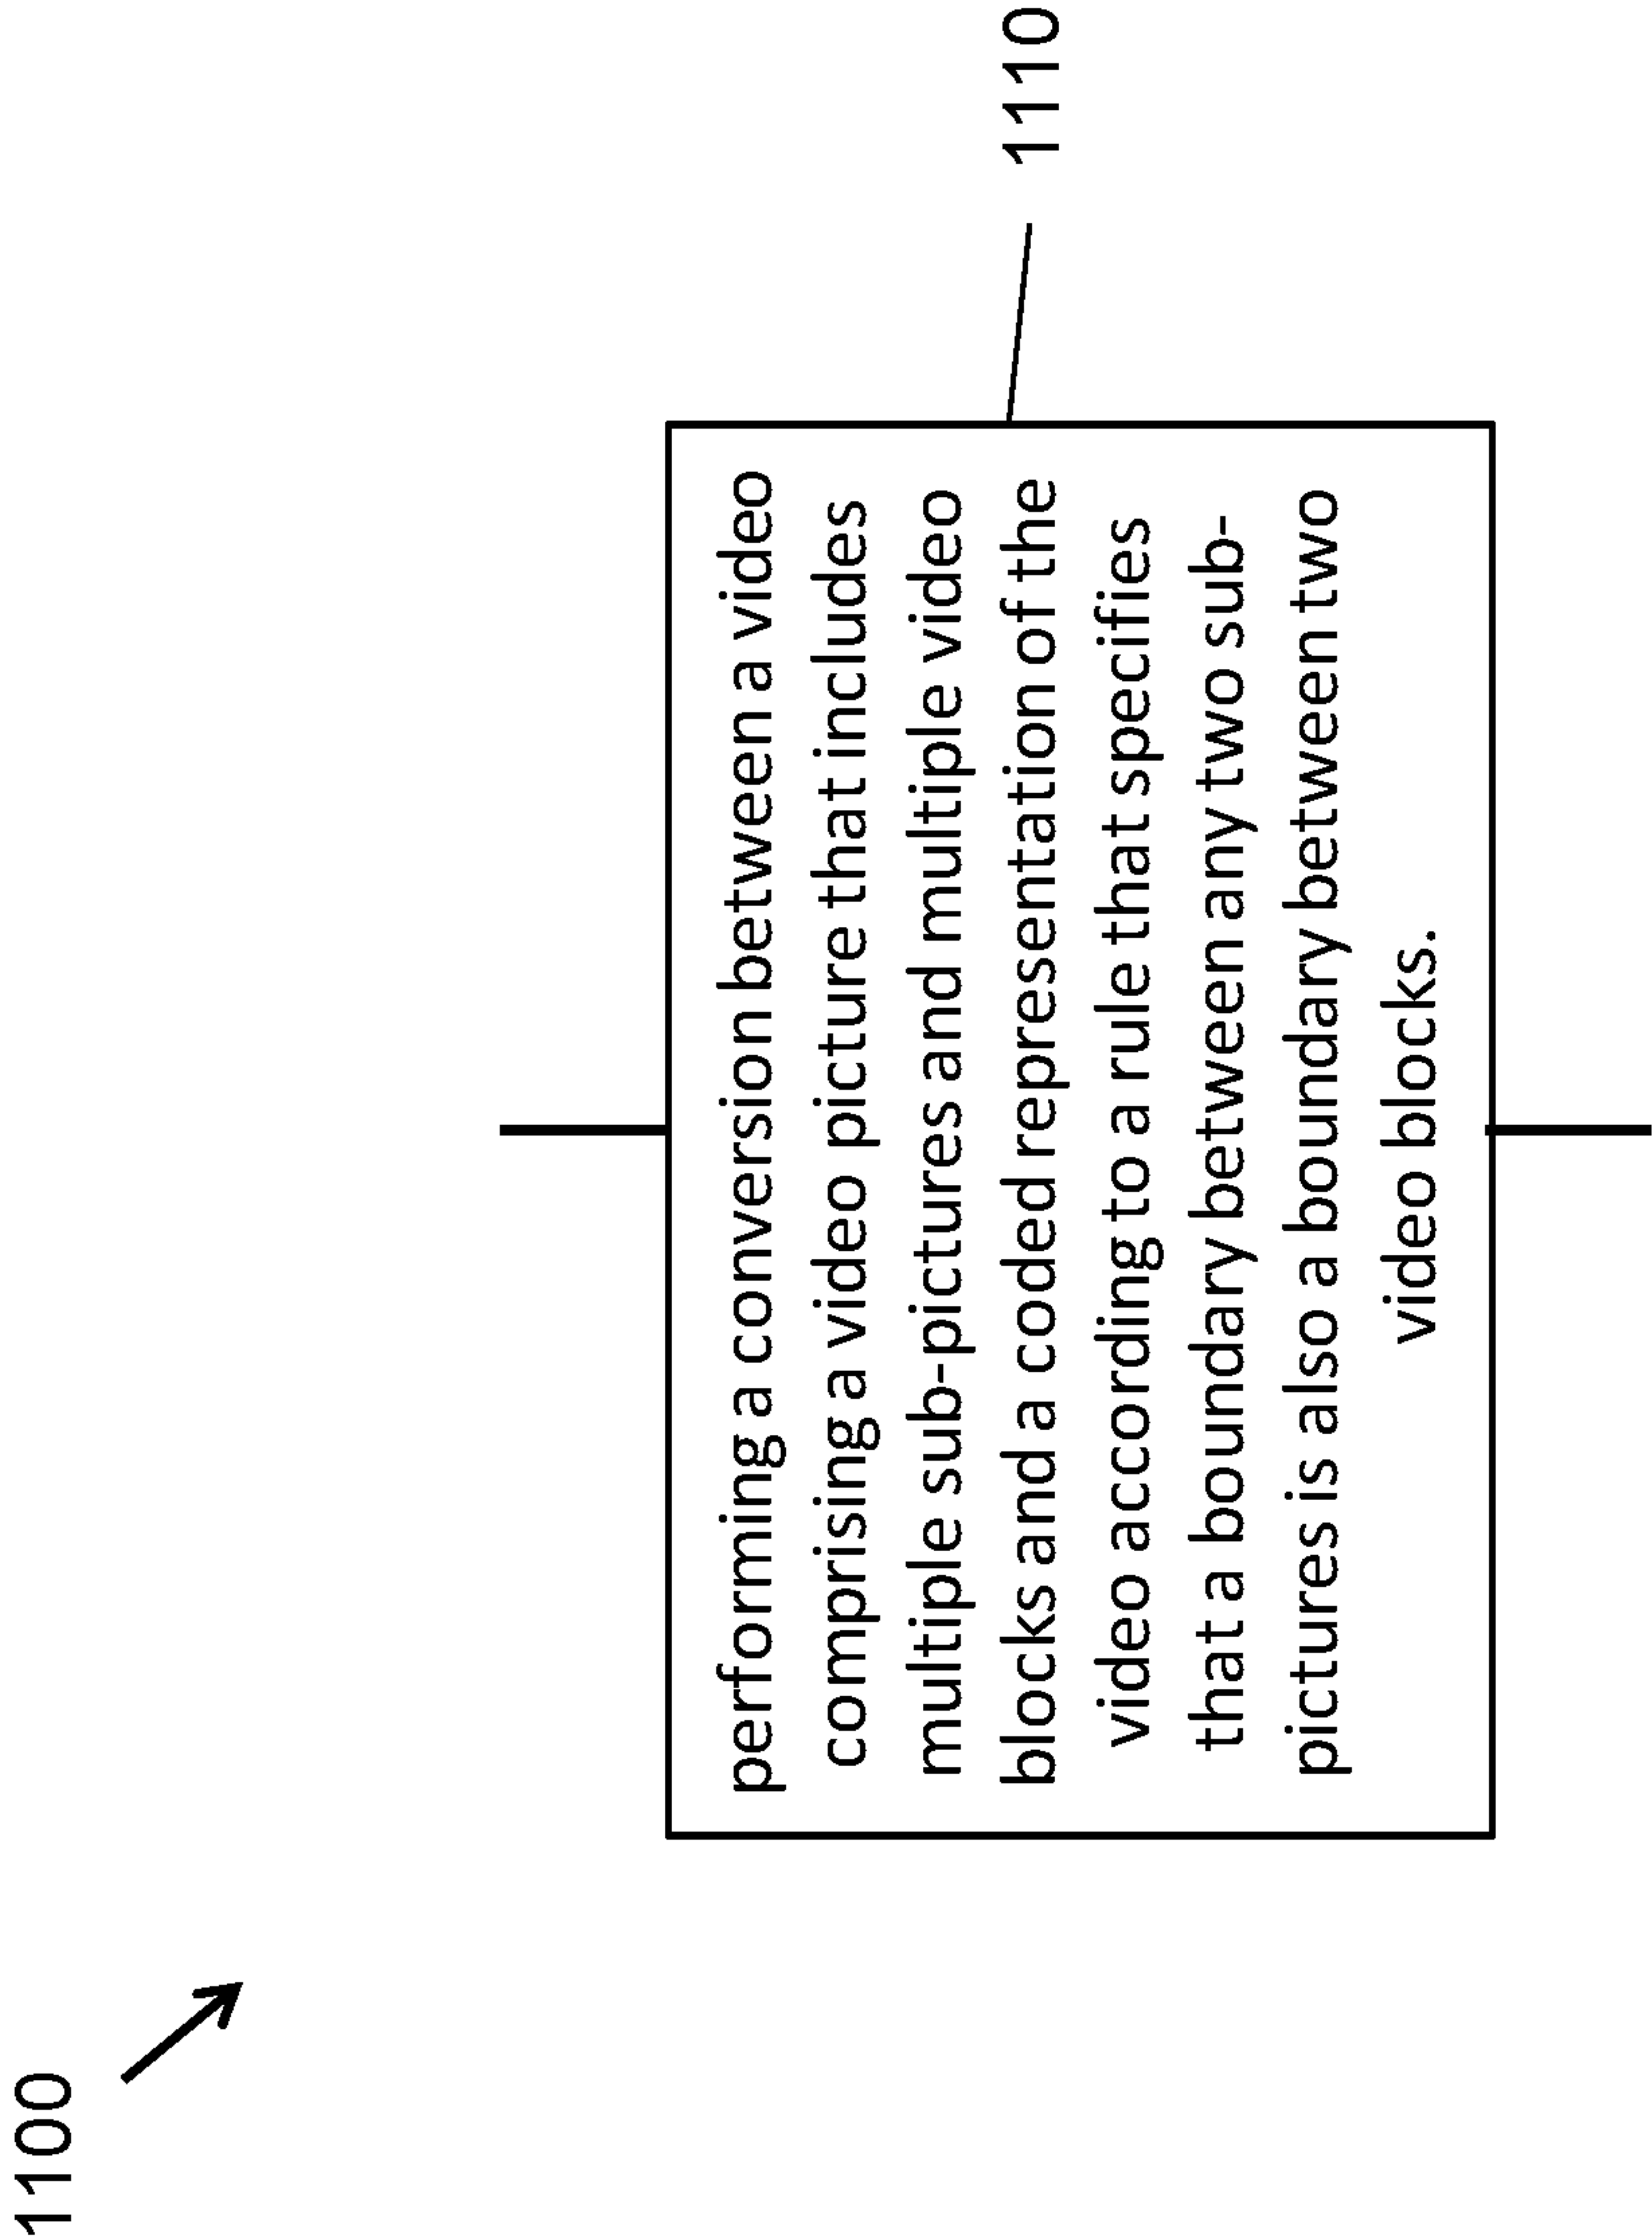 1100
performing a conversion between a video
comprising a video picture that includes
multiple sub-pictures and multiple video
blocks and a coded representation of the
video according to a rule that specifies
that a boundary between any two sub-
pictures is also a boundary between two
video blocks.
1110